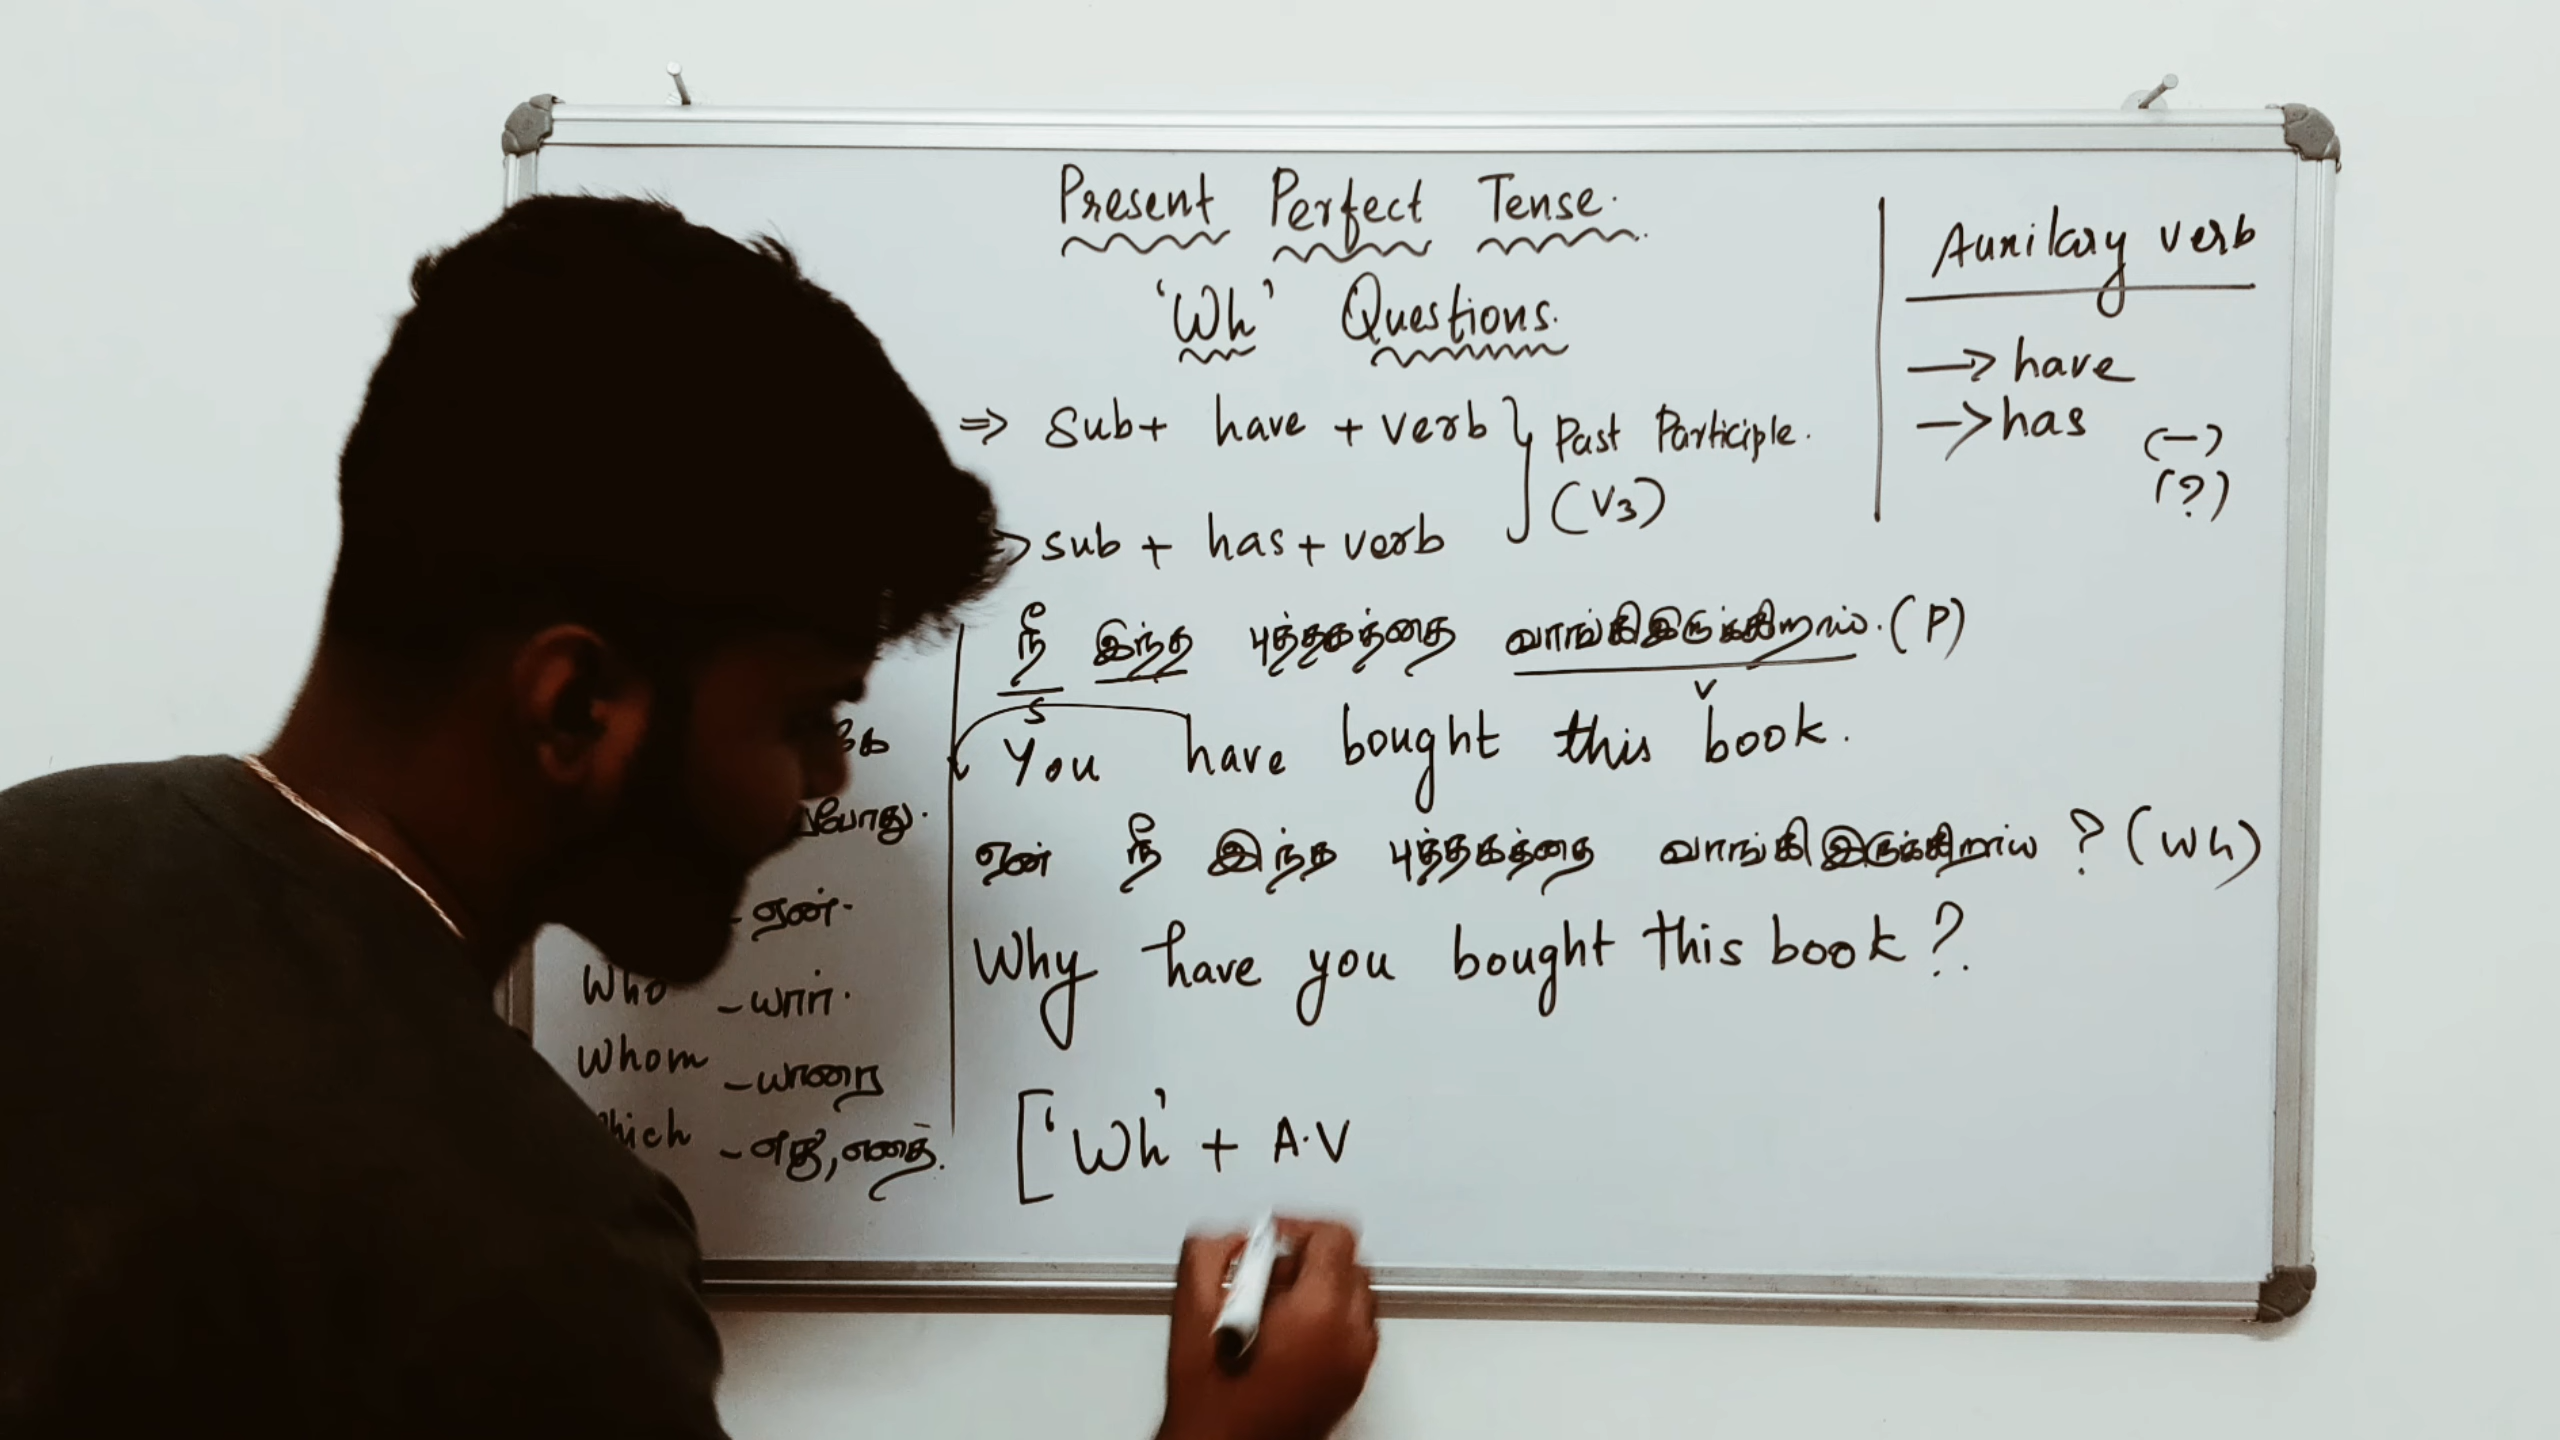 Present Perfect Tense.
'Wh' Questions.
⇒ Sub + have + verb } Past Participle.
(V3)
sub + has + verb
Auxilary verb
→ have
→ has
(-)
(?)
நீ இந்த புத்தகத்தை வாங்கிஇருக்கிறாய். (P)
S
V
You have bought this book.
ஏன் நீ இந்த புத்தகத்தை வாங்கிஇருக்கிறாய் ? (Wh)
Why have you bought this book?
['Wh' + A.V
- ஏன்.
Who - யார்.
Whom - யாரை
- எது, எதை.